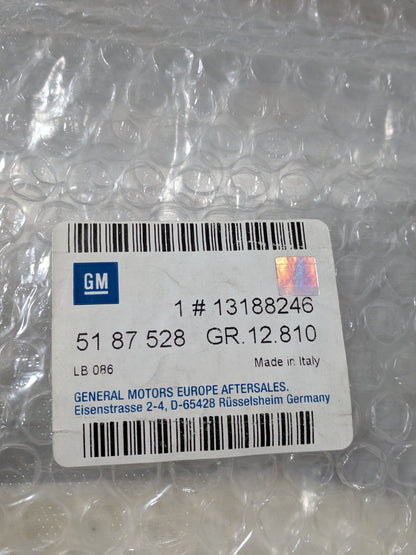 GM
1 # 13188246
51 87 528 GR.12.810
LB 086 Made in Italy
GENERAL MOTORS EUROPE AFTERSALES.
Eisenstrasse 2-4, D-65428 Rüsselsheim Germany